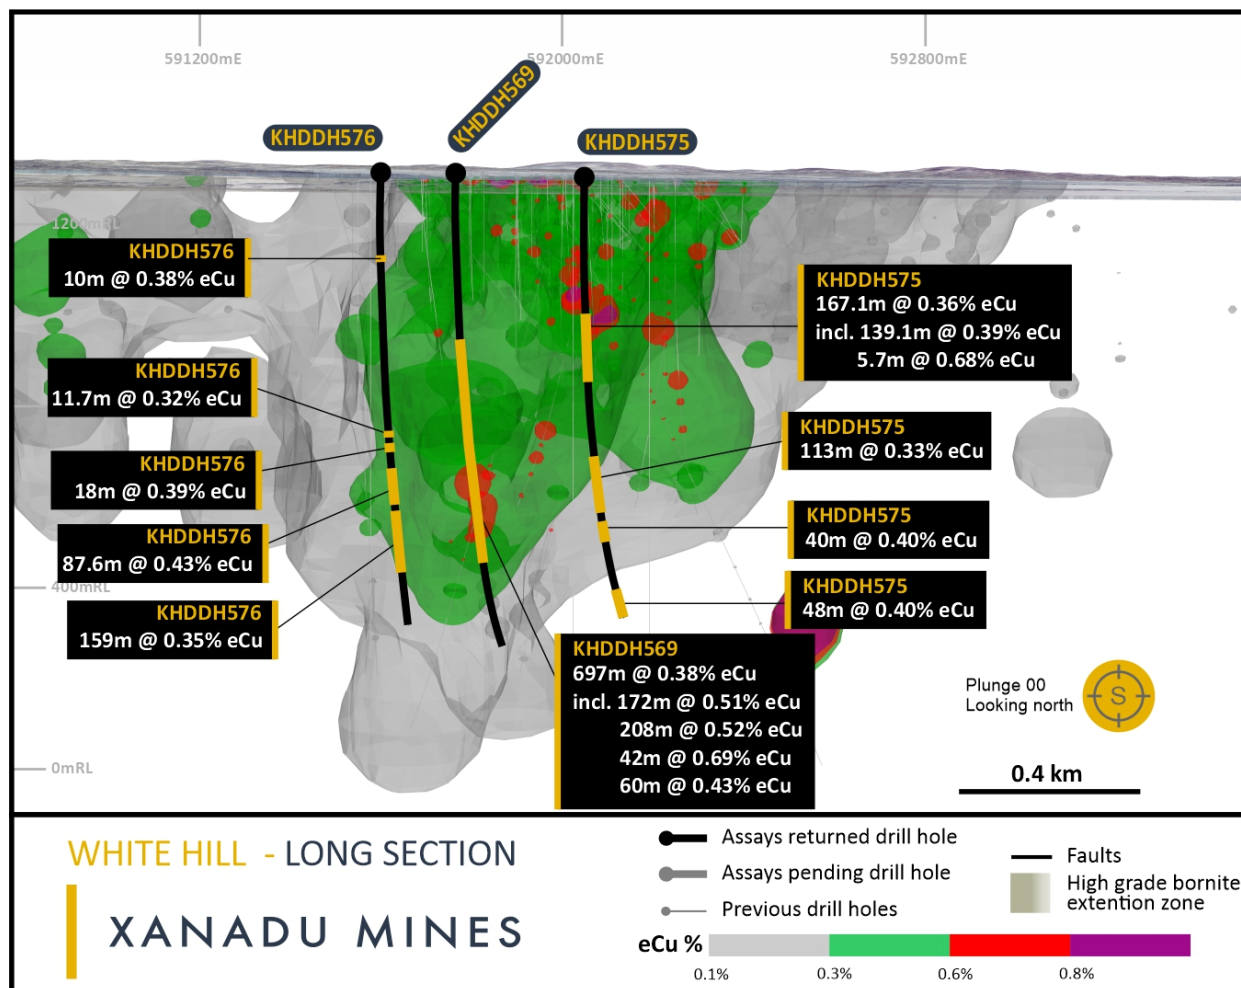 591200mE
592000mE
592800mE
KHDDH576
KHDDH569
KHDDH575
1200mRL
KHDDH576
10m @ 0.38% eCu
KHDDH575
167.1m @ 0.36% eCu
incl. 139.1m @ 0.39% eCu
5.7m @ 0.68% eCu
KHDDH576
11.7m @ 0.32% eCu
KHDDH575
113m @ 0.33% eCu
KHDDH576
18m @ 0.39% eCu
KHDDH575
40m @ 0.40% eCu
KHDDH576
87.6m @ 0.43% eCu
400mRL
KHDDH575
48m @ 0.40% eCu
KHDDH576
159m @ 0.35% eCu
KHDDH569
697m @ 0.38% eCu
incl. 172m @ 0.51% eCu
208m @ 0.52% eCu
42m @ 0.69% eCu
60m @ 0.43% eCu
Plunge 00
Looking north
S
0mRL
0.4 km
WHITE HILL - LONG SECTION
XANADU MINES
Assays returned drill hole
Assays pending drill hole
Previous drill holes
Faults
High grade bornite
extention zone
eCu %
0.1%
0.3%
0.6%
0.8%